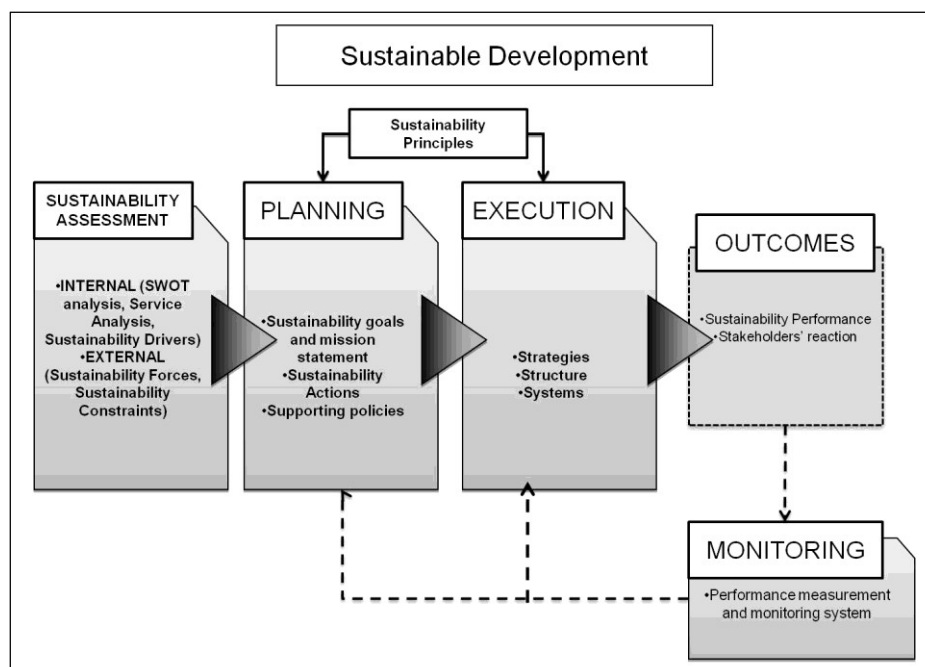 Sustainable Development
Sustainability
Principles
SUSTAINABILITY
ASSESSMENT
•INTERNAL (SWOT
analysis, Service
Analysis,
Sustainability Drivers)
•EXTERNAL
(Sustainability Forces,
Sustainability
Constraints)
PLANNING
•Sustainability goals
and mission
statement
•Sustainability
Actions
•Supporting policies
EXECUTION
•Strategies
•Structure
•Systems
OUTCOMES
•Sustainability Performance
•Stakeholders' reaction
MONITORING
•Performance measurement
and monitoring system